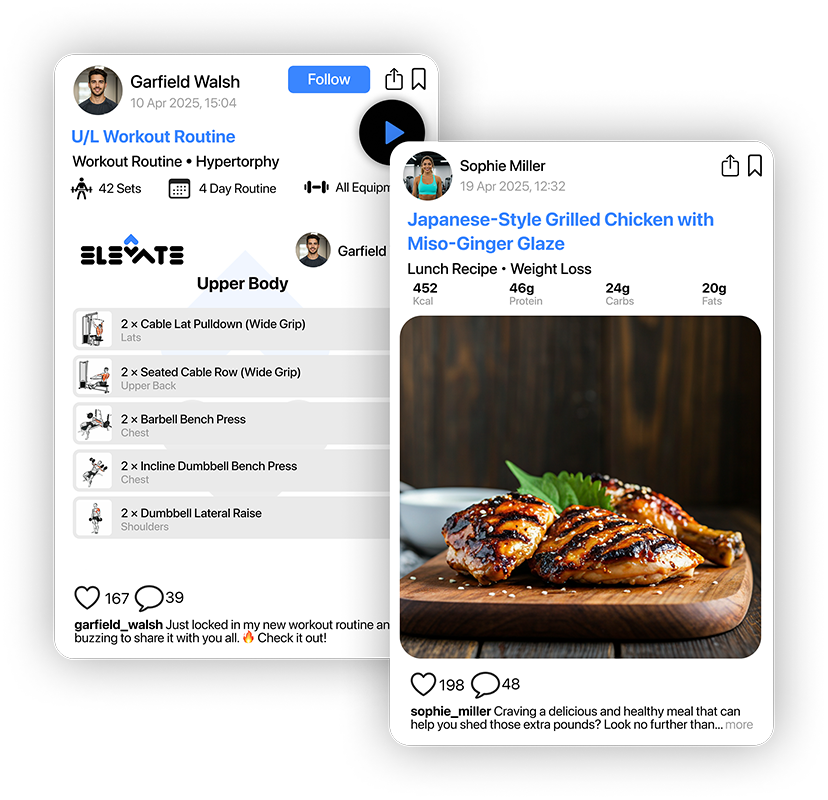 Garfield Walsh
Follow
10 Apr 2025, 15:04
U/L Workout Routine
Workout Routine • Hypertorphy
42 Sets
4 Day Routine
All Equipm
ELEVATE
Garfield
Upper Body
2 × Cable Lat Pulldown (Wide Grip)
Lats
2 × Seated Cable Row (Wide Grip)
Upper Back
2 × Barbell Bench Press
Chest
2 × Incline Dumbbell Bench Press
Chest
2 × Dumbbell Lateral Raise
Shoulders
167
39
garfield_walsh Just locked in my new workout routine an
buzzing to share it with you all. 🔥 Check it out!
Sophie Miller
19 Apr 2025, 12:32
Japanese-Style Grilled Chicken with
Miso-Ginger Glaze
Lunch Recipe • Weight Loss
452 46g 24g 20g
Kcal Protein Carbs Fats
198
48
sophie_miller Craving a delicious and healthy meal that can
help you shed those extra pounds? Look no further than... more